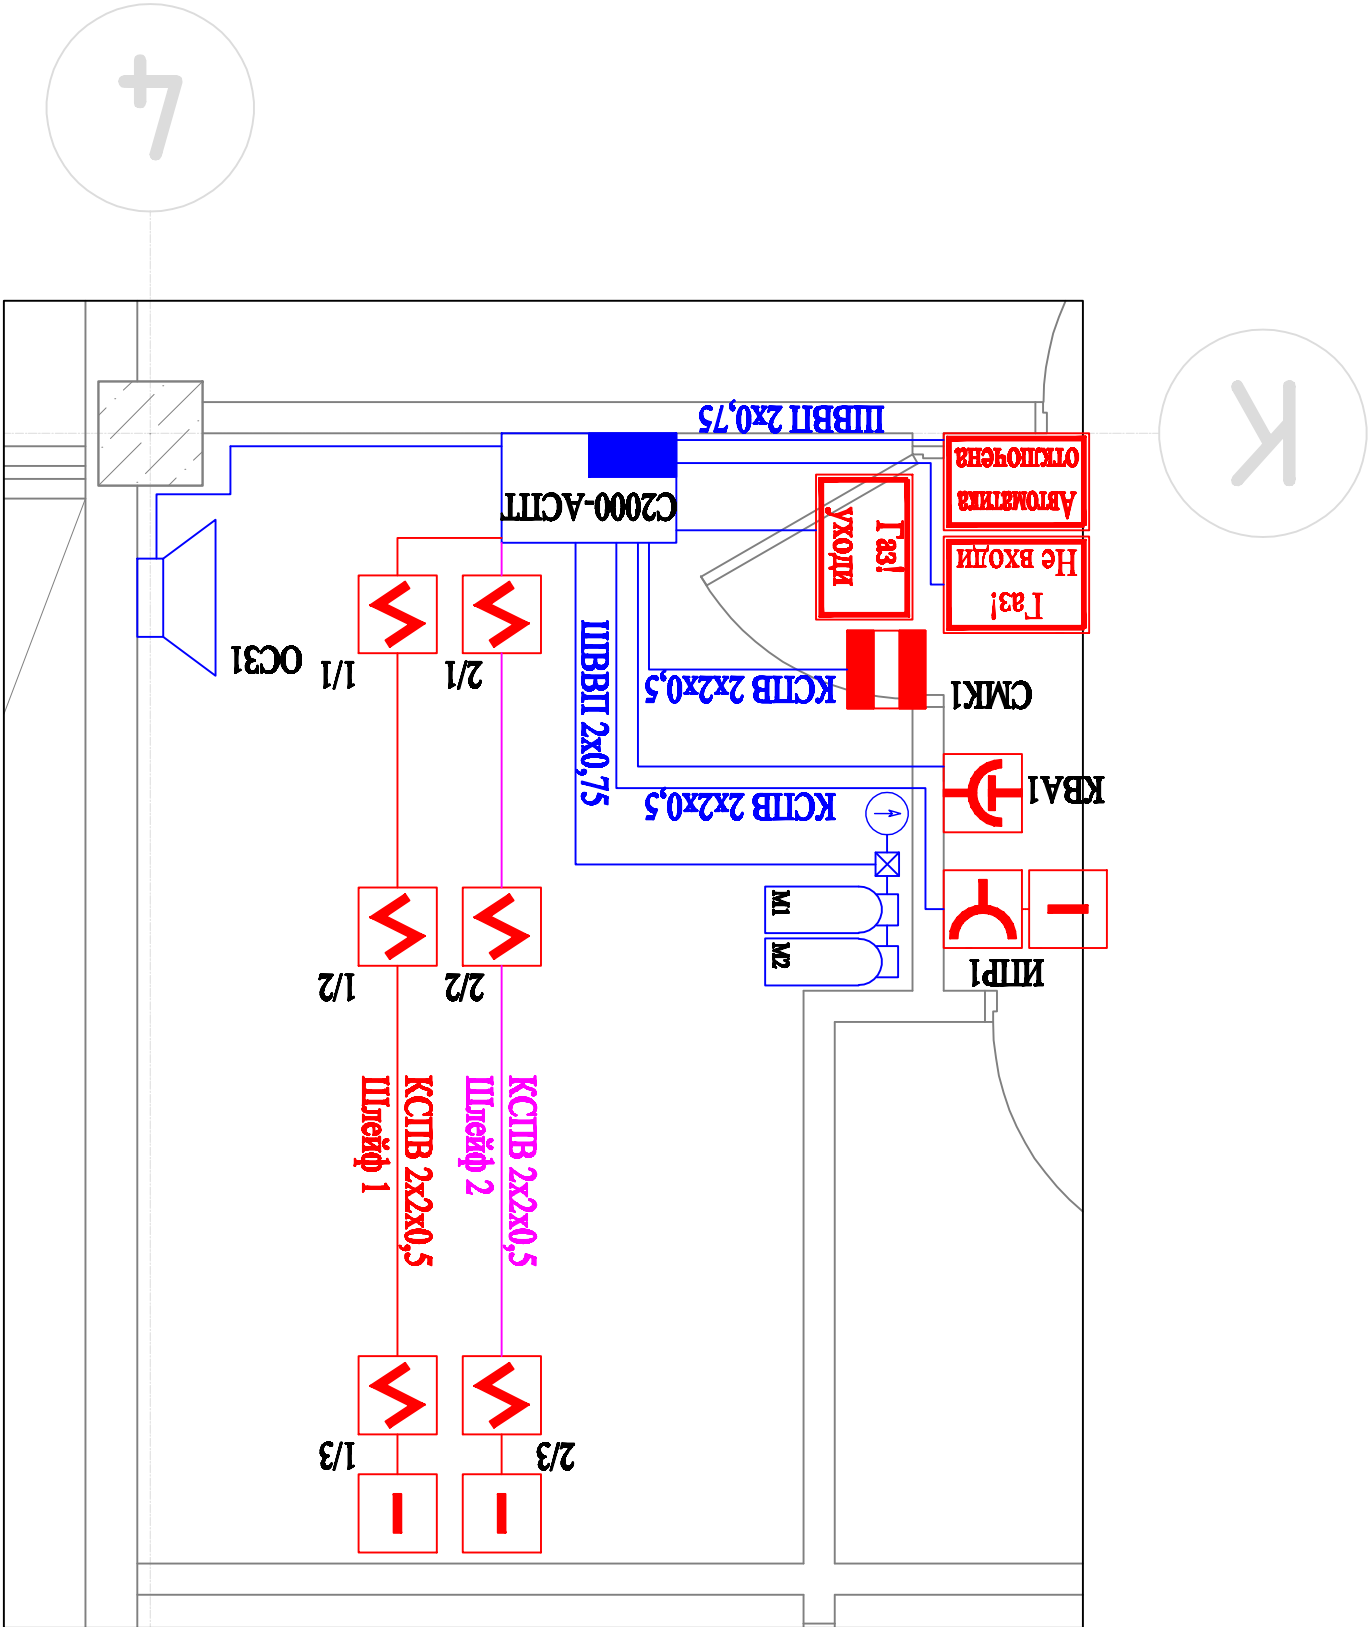 4
К
ШВВП 2х0,75
С2000-АСПТ
Автоматика
отключена
Газ!
Не входи
Газ!
уходи
ОС31
1/1
2/1
СМК1
КСПВ 2х2х0,5
ШВВП 2х0,75
КВА1
КСПВ 2х2х0,5
М1
М2
ИПР1
1/2
2/2
КСПВ 2х2х0,5
Шлейф 1
КСПВ 2х2х0,5
Шлейф 2
1/3
2/3